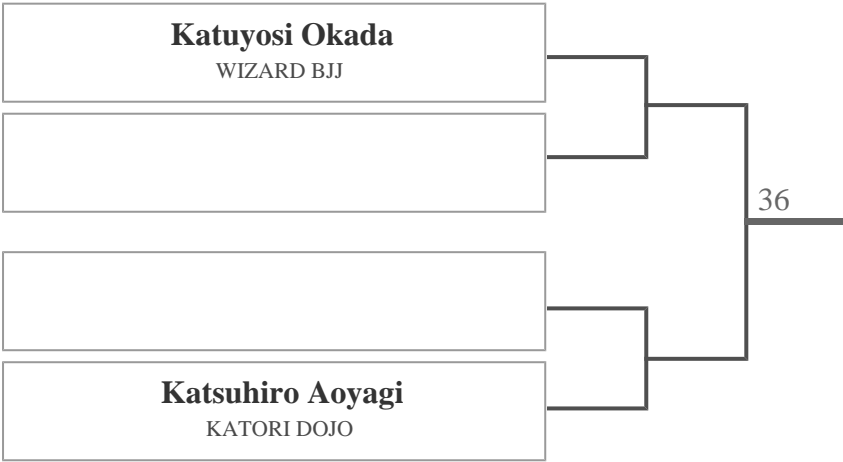 Katuyosi Okada
WIZARD BJJ
36
Katsuhiro Aoyagi
KATORI DOJO